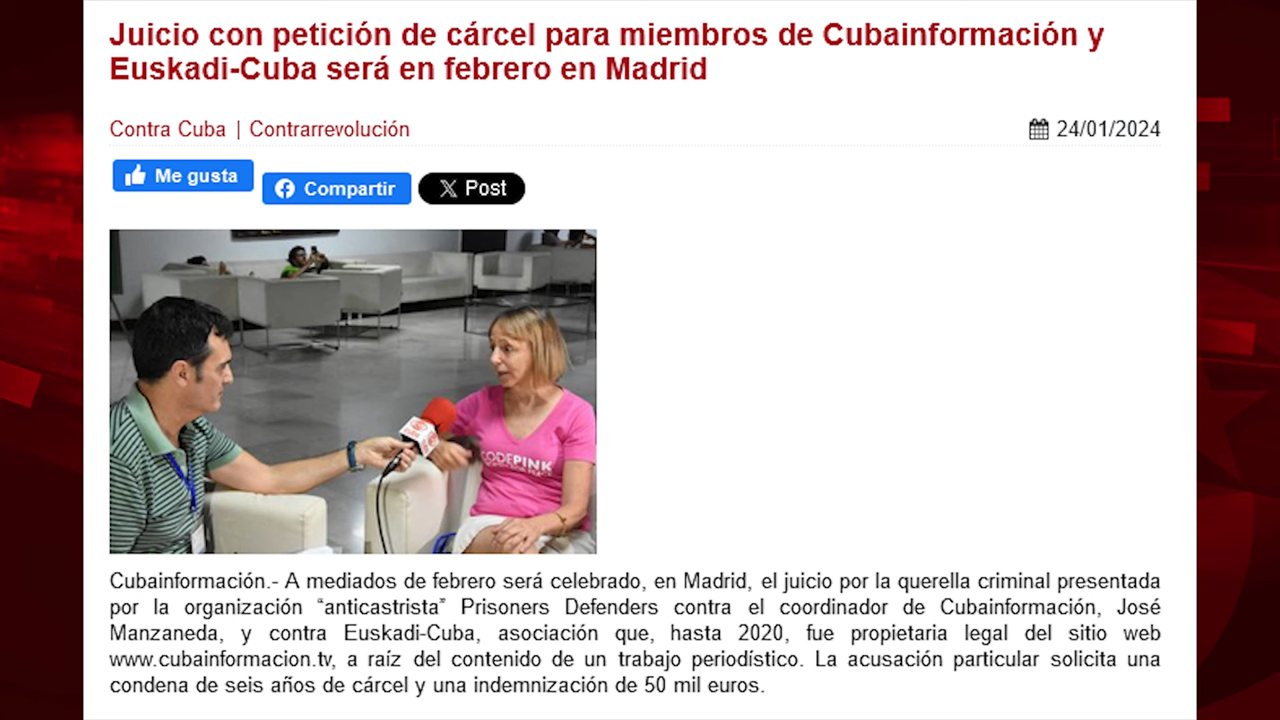 Juicio con petición de cárcel para miembros de Cubainformación y
Euskadi-Cuba será en febrero en Madrid
Contra Cuba | Contrarrevolución
24/01/2024
Me gusta
Compartir
Post
CODEPINK
Cubainformación.- A mediados de febrero será celebrado, en Madrid, el juicio por la querella criminal presentada
por la organización “anticastrista” Prisoners Defenders contra el coordinador de Cubainformación, José
Manzaneda, y contra Euskadi-Cuba, asociación que, hasta 2020, fue propietaria legal del sitio web
www.cubainformacion.tv, a raíz del contenido de un trabajo periodístico. La acusación particular solicita una
condena de seis años de cárcel y una indemnización de 50 mil euros.